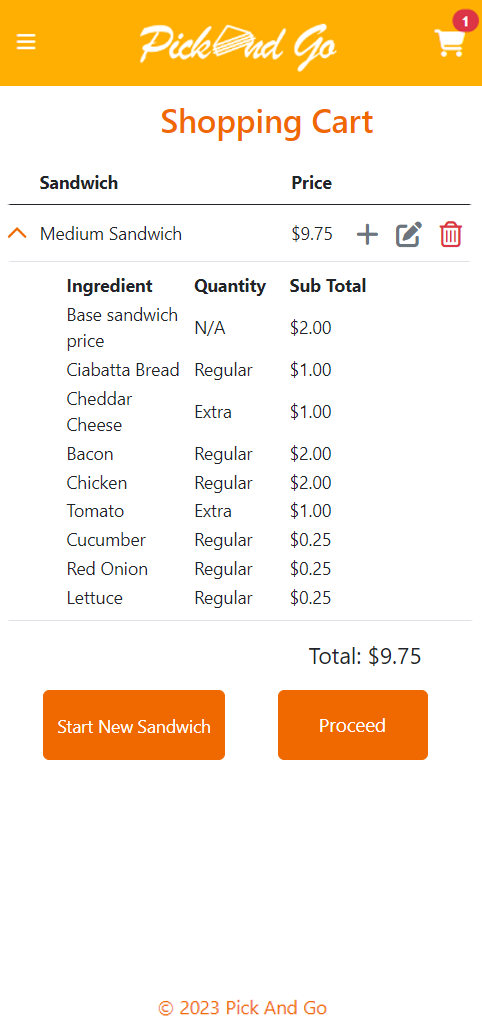 Pick And Go
1
Shopping Cart
Sandwich Price
Medium Sandwich $9.75
Ingredient Quantity Sub Total
Base sandwich
price N/A $2.00
Ciabatta Bread Regular $1.00
Cheddar
Cheese Extra $1.00
Bacon Regular $2.00
Chicken Regular $2.00
Tomato Extra $1.00
Cucumber Regular $0.25
Red Onion Regular $0.25
Lettuce Regular $0.25
Total: $9.75
Start New Sandwich Proceed
© 2023 Pick And Go